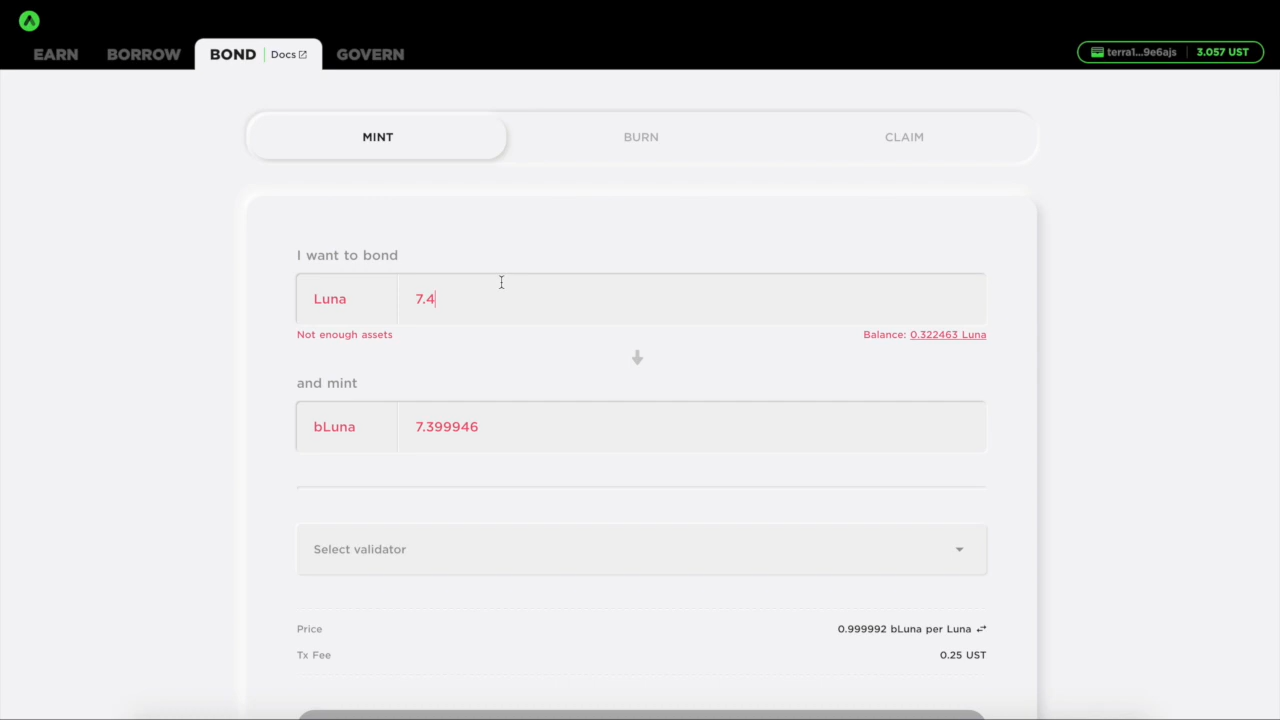 EARN BORROW BOND Docs GOVERN terra1...9e6ajs 3.057 UST
MINT BURN CLAIM
I want to bond
Luna 7.4
Not enough assets Balance: 0.322463 Luna
and mint
bLuna 7.399946
Select validator
Price 0.999992 bLuna per Luna
Tx Fee 0.25 UST